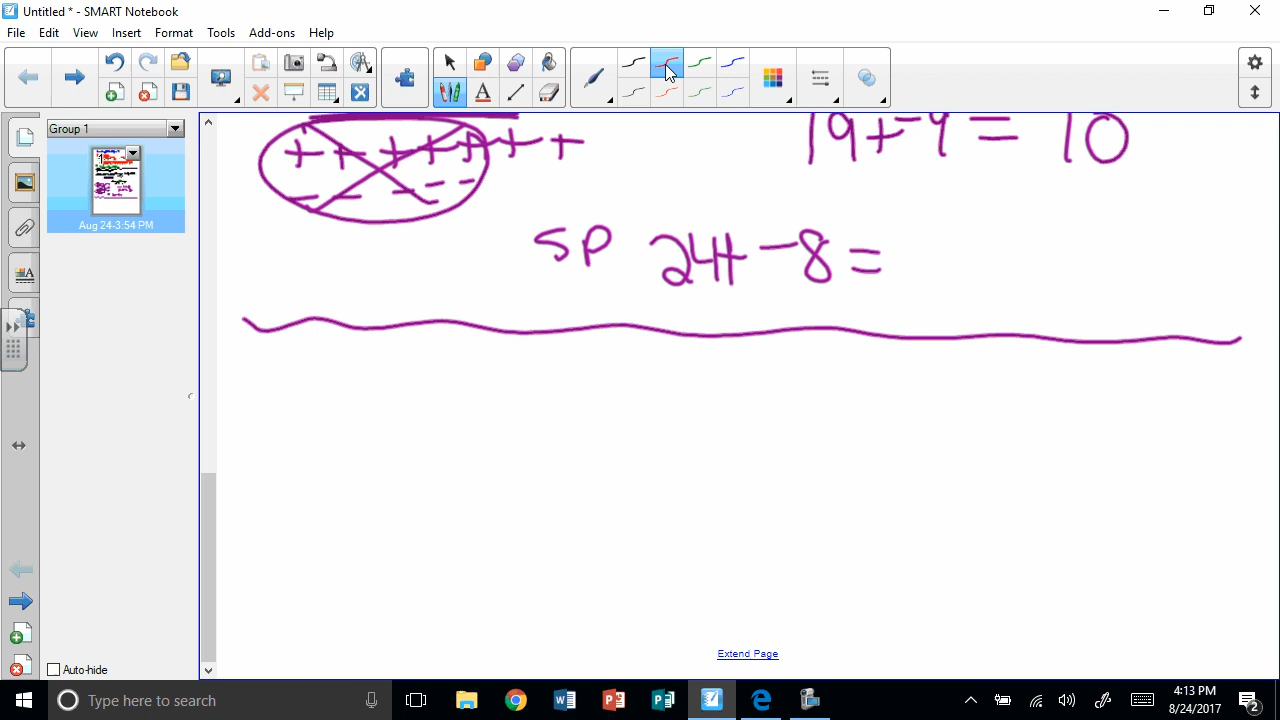 Untitled * - SMART Notebook
File Edit View Insert Format Tools Add-ons Help
Group 1
Aug 24-3:54 PM
+ + + + + + + +
- - - - -
19 + -9 = 10
SP 24 + -8 =
Extend Page
Auto-hide
Type here to search
4:13 PM
8/24/2017
2